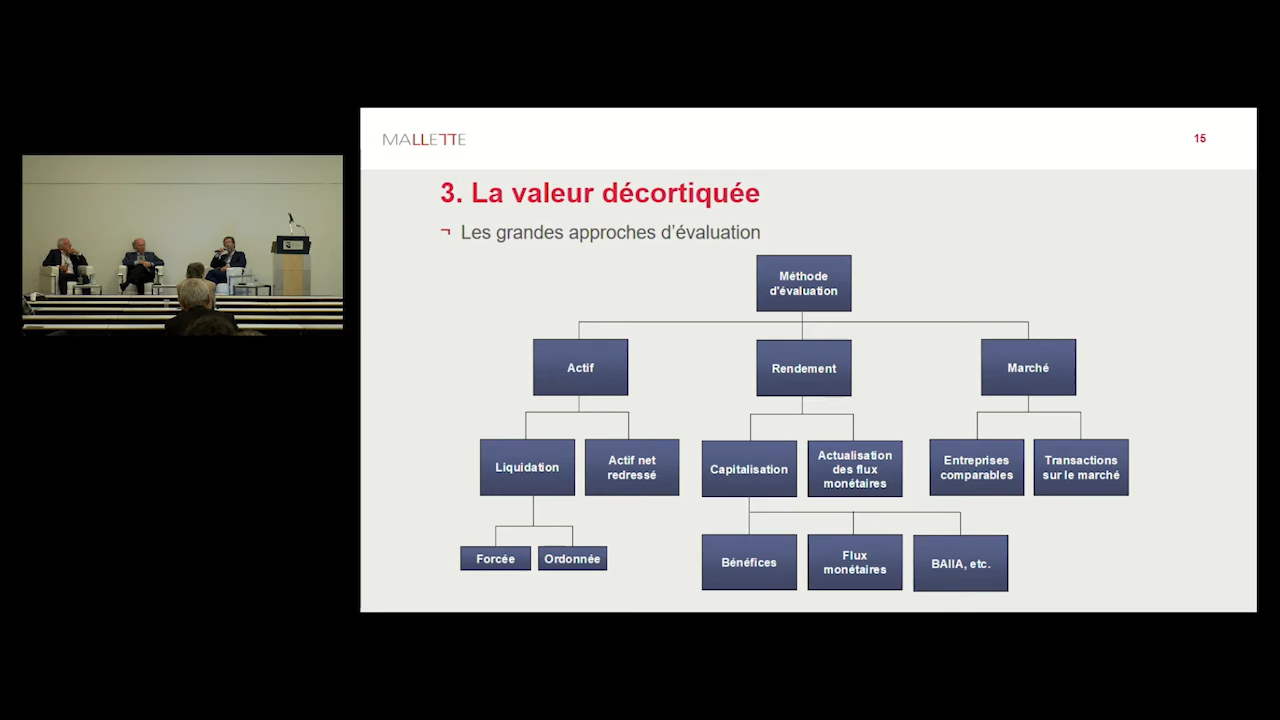 MALLETTE
15
3. La valeur décortiquée
¬ Les grandes approches d'évaluation
Méthode
d'évaluation
Actif
Rendement
Marché
Liquidation
Actif net
redressé
Capitalisation
Actualisation
des flux
monétaires
Entreprises
comparables
Transactions
sur le marché
Forcée
Ordonnée
Bénéfices
Flux
monétaires
BAIIA, etc.